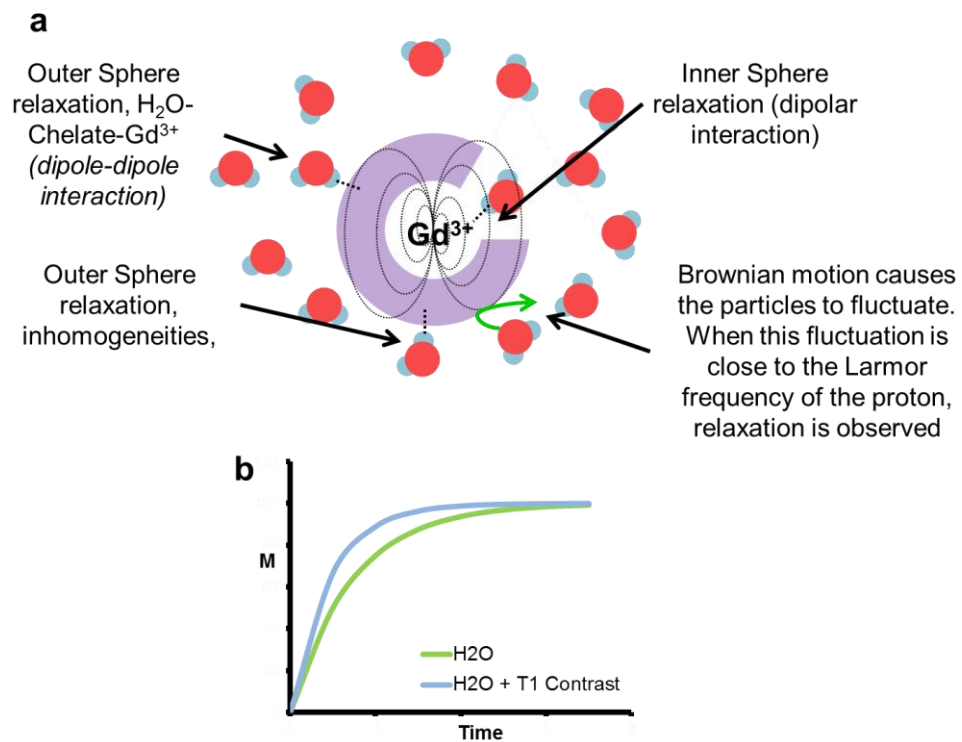 a
Outer Sphere
relaxation, H₂O-
Chelate-Gd³⁺
(dipole-dipole
interaction)
Inner Sphere
relaxation (dipolar
interaction)
Gd³⁺
Outer Sphere
relaxation,
inhomogeneities,
Brownian motion causes
the particles to fluctuate.
When this fluctuation is
close to the Larmor
frequency of the proton,
relaxation is observed
b
M
H2O
H2O + T1 Contrast
Time